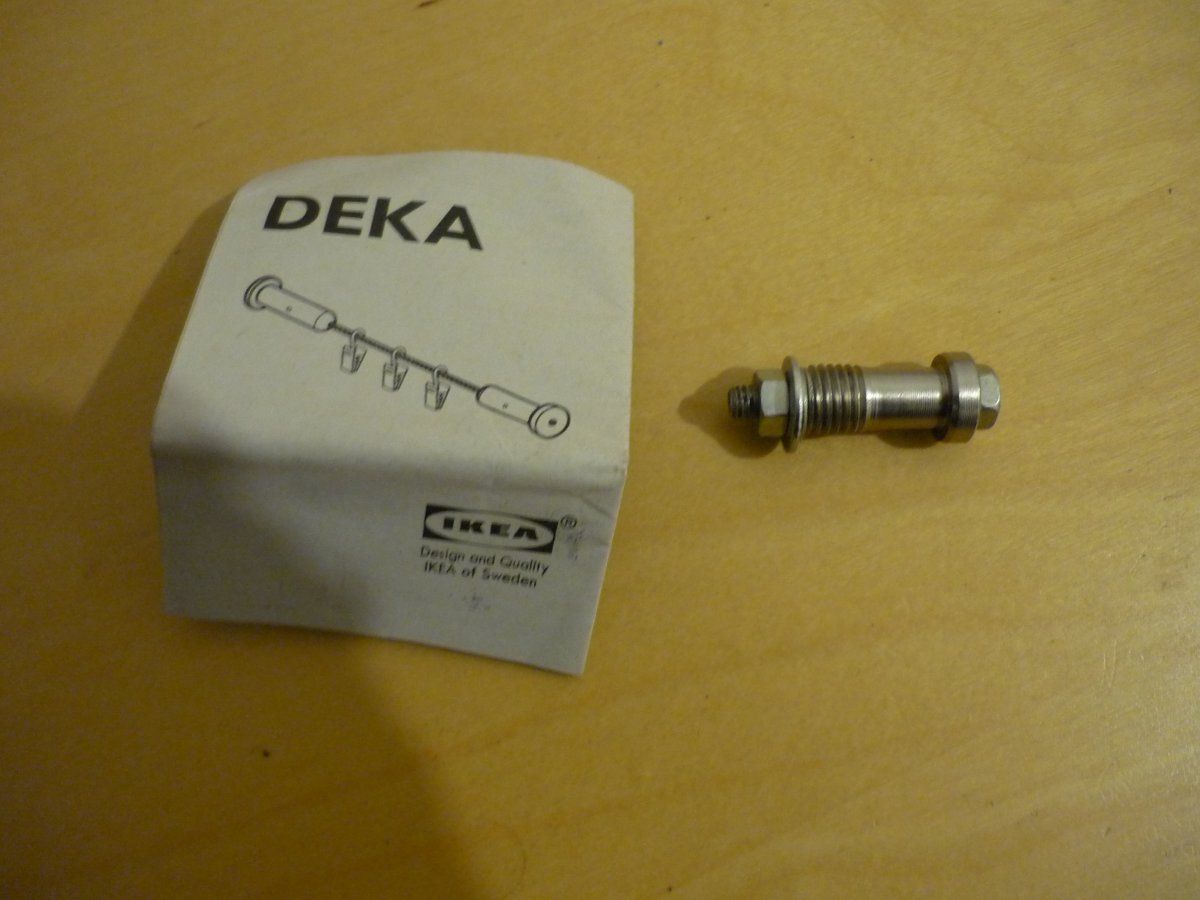 DEKA
IKEA®
Design and Quality
IKEA of Sweden